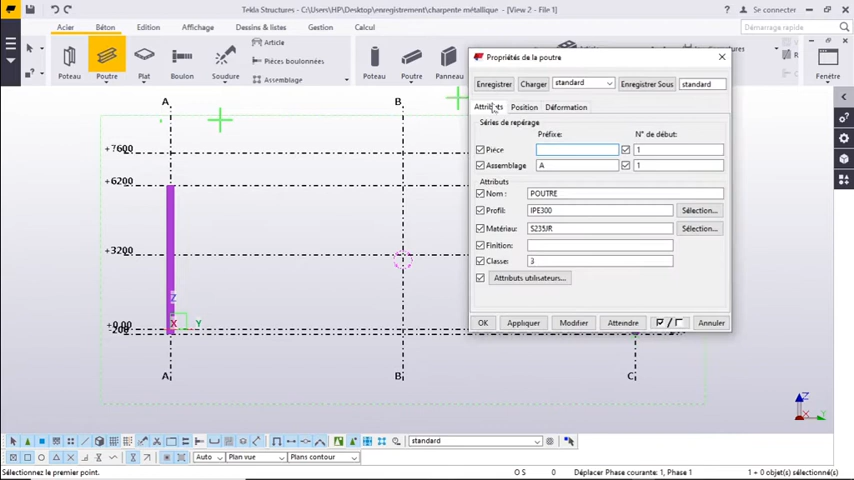 Tekla Structures - [C:\Users\HP\Desktop\enregistrement\charpente métallique - [View 2 - File 1]
Se connecter
Acier Béton Edition Affichage Dessins & listes Gestion Calcul
Démarrage rapide
Poteau Poutre Plat Boulon Soudure
Article
Pièces boulonnées
Assemblage
Poteau Poutre Panneau
Fenêtre
Propriétés de la poutre
Enregistrer Charger standard Enregistrer Sous standard
Attributs Position Déformation
Séries de repérage
Préfixe: N° de début:
Pièce 1
Assemblage A 1
Attributs
Nom : POUTRE
Profil: IPE300 Sélection...
Matériau: S235JR Sélection...
Finition:
Classe: 3
Attributs utilisateurs...
OK Appliquer Modifier Atteindre Annuler
A B
+7600
+6200
+3200
+0.00
-200
Z
X Y
A B C
Z
X Y
standard
Auto Plan vue Plans contour
Sélectionnez le premier point.
O S 0 Déplacer Phase courante: 1, Phase 1 1 + 0 objet(s) sélectionné(s)